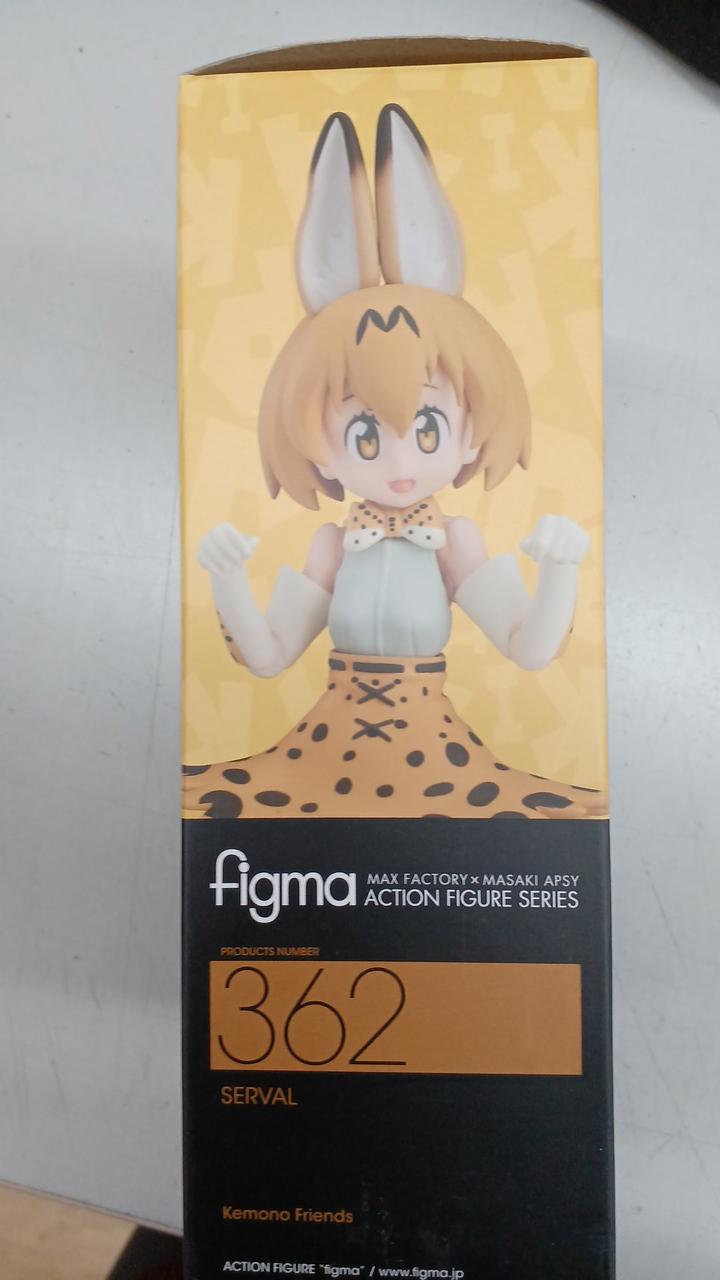 figma
MAX FACTORY × MASAKI APSY
ACTION FIGURE SERIES
PRODUCTS NUMBER
362
SERVAL
Kemono Friends
ACTION FIGURE "figma" / www.figma.jp